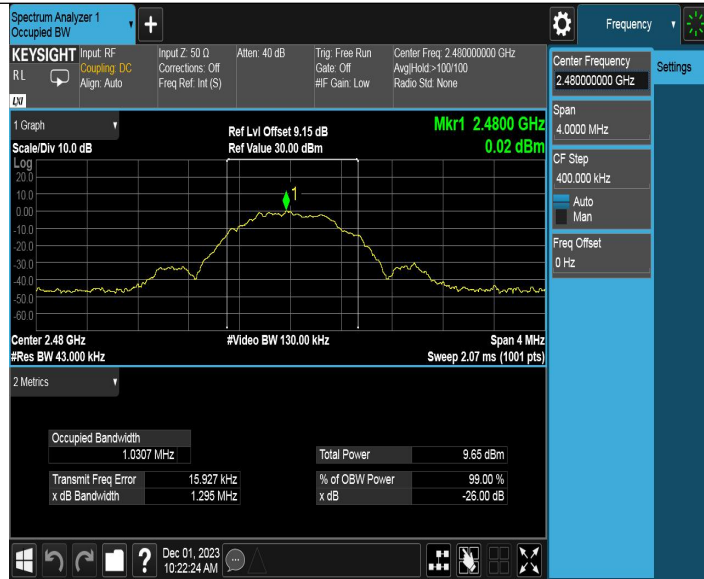 Spectrum Analyzer 1
Occupied BW
Frequency
KEYSIGHT
R L
LXI
Input: RF
Coupling: DC
Align: Auto
Input Z: 50 Ω
Corrections: Off
Freq Ref: Int (S)
Atten: 40 dB
Trig: Free Run
Gate: Off
#IF Gain: Low
Center Freq: 2.480000000 GHz
Avg|Hold:>100/100
Radio Std: None
Center Frequency
2.480000000 GHz
Settings
Span
4.0000 MHz
CF Step
400.000 kHz
Auto
Man
Freq Offset
0 Hz
1 Graph
Scale/Div 10.0 dB
Ref Lvl Offset 9.15 dB
Ref Value 30.00 dBm
Mkr1 2.4800 GHz
0.02 dBm
Log
20.0
10.0
0.00
-10.0
-20.0
-30.0
-40.0
-50.0
-60.0
1
Center 2.48 GHz
#Res BW 43.000 kHz
#Video BW 130.00 kHz
Span 4 MHz
Sweep 2.07 ms (1001 pts)
2 Metrics
Occupied Bandwidth
1.0307 MHz
Total Power 9.65 dBm
Transmit Freq Error 15.927 kHz
% of OBW Power 99.00 %
x dB Bandwidth 1.295 MHz
x dB -26.00 dB
?
Dec 01, 2023
10:22:24 AM